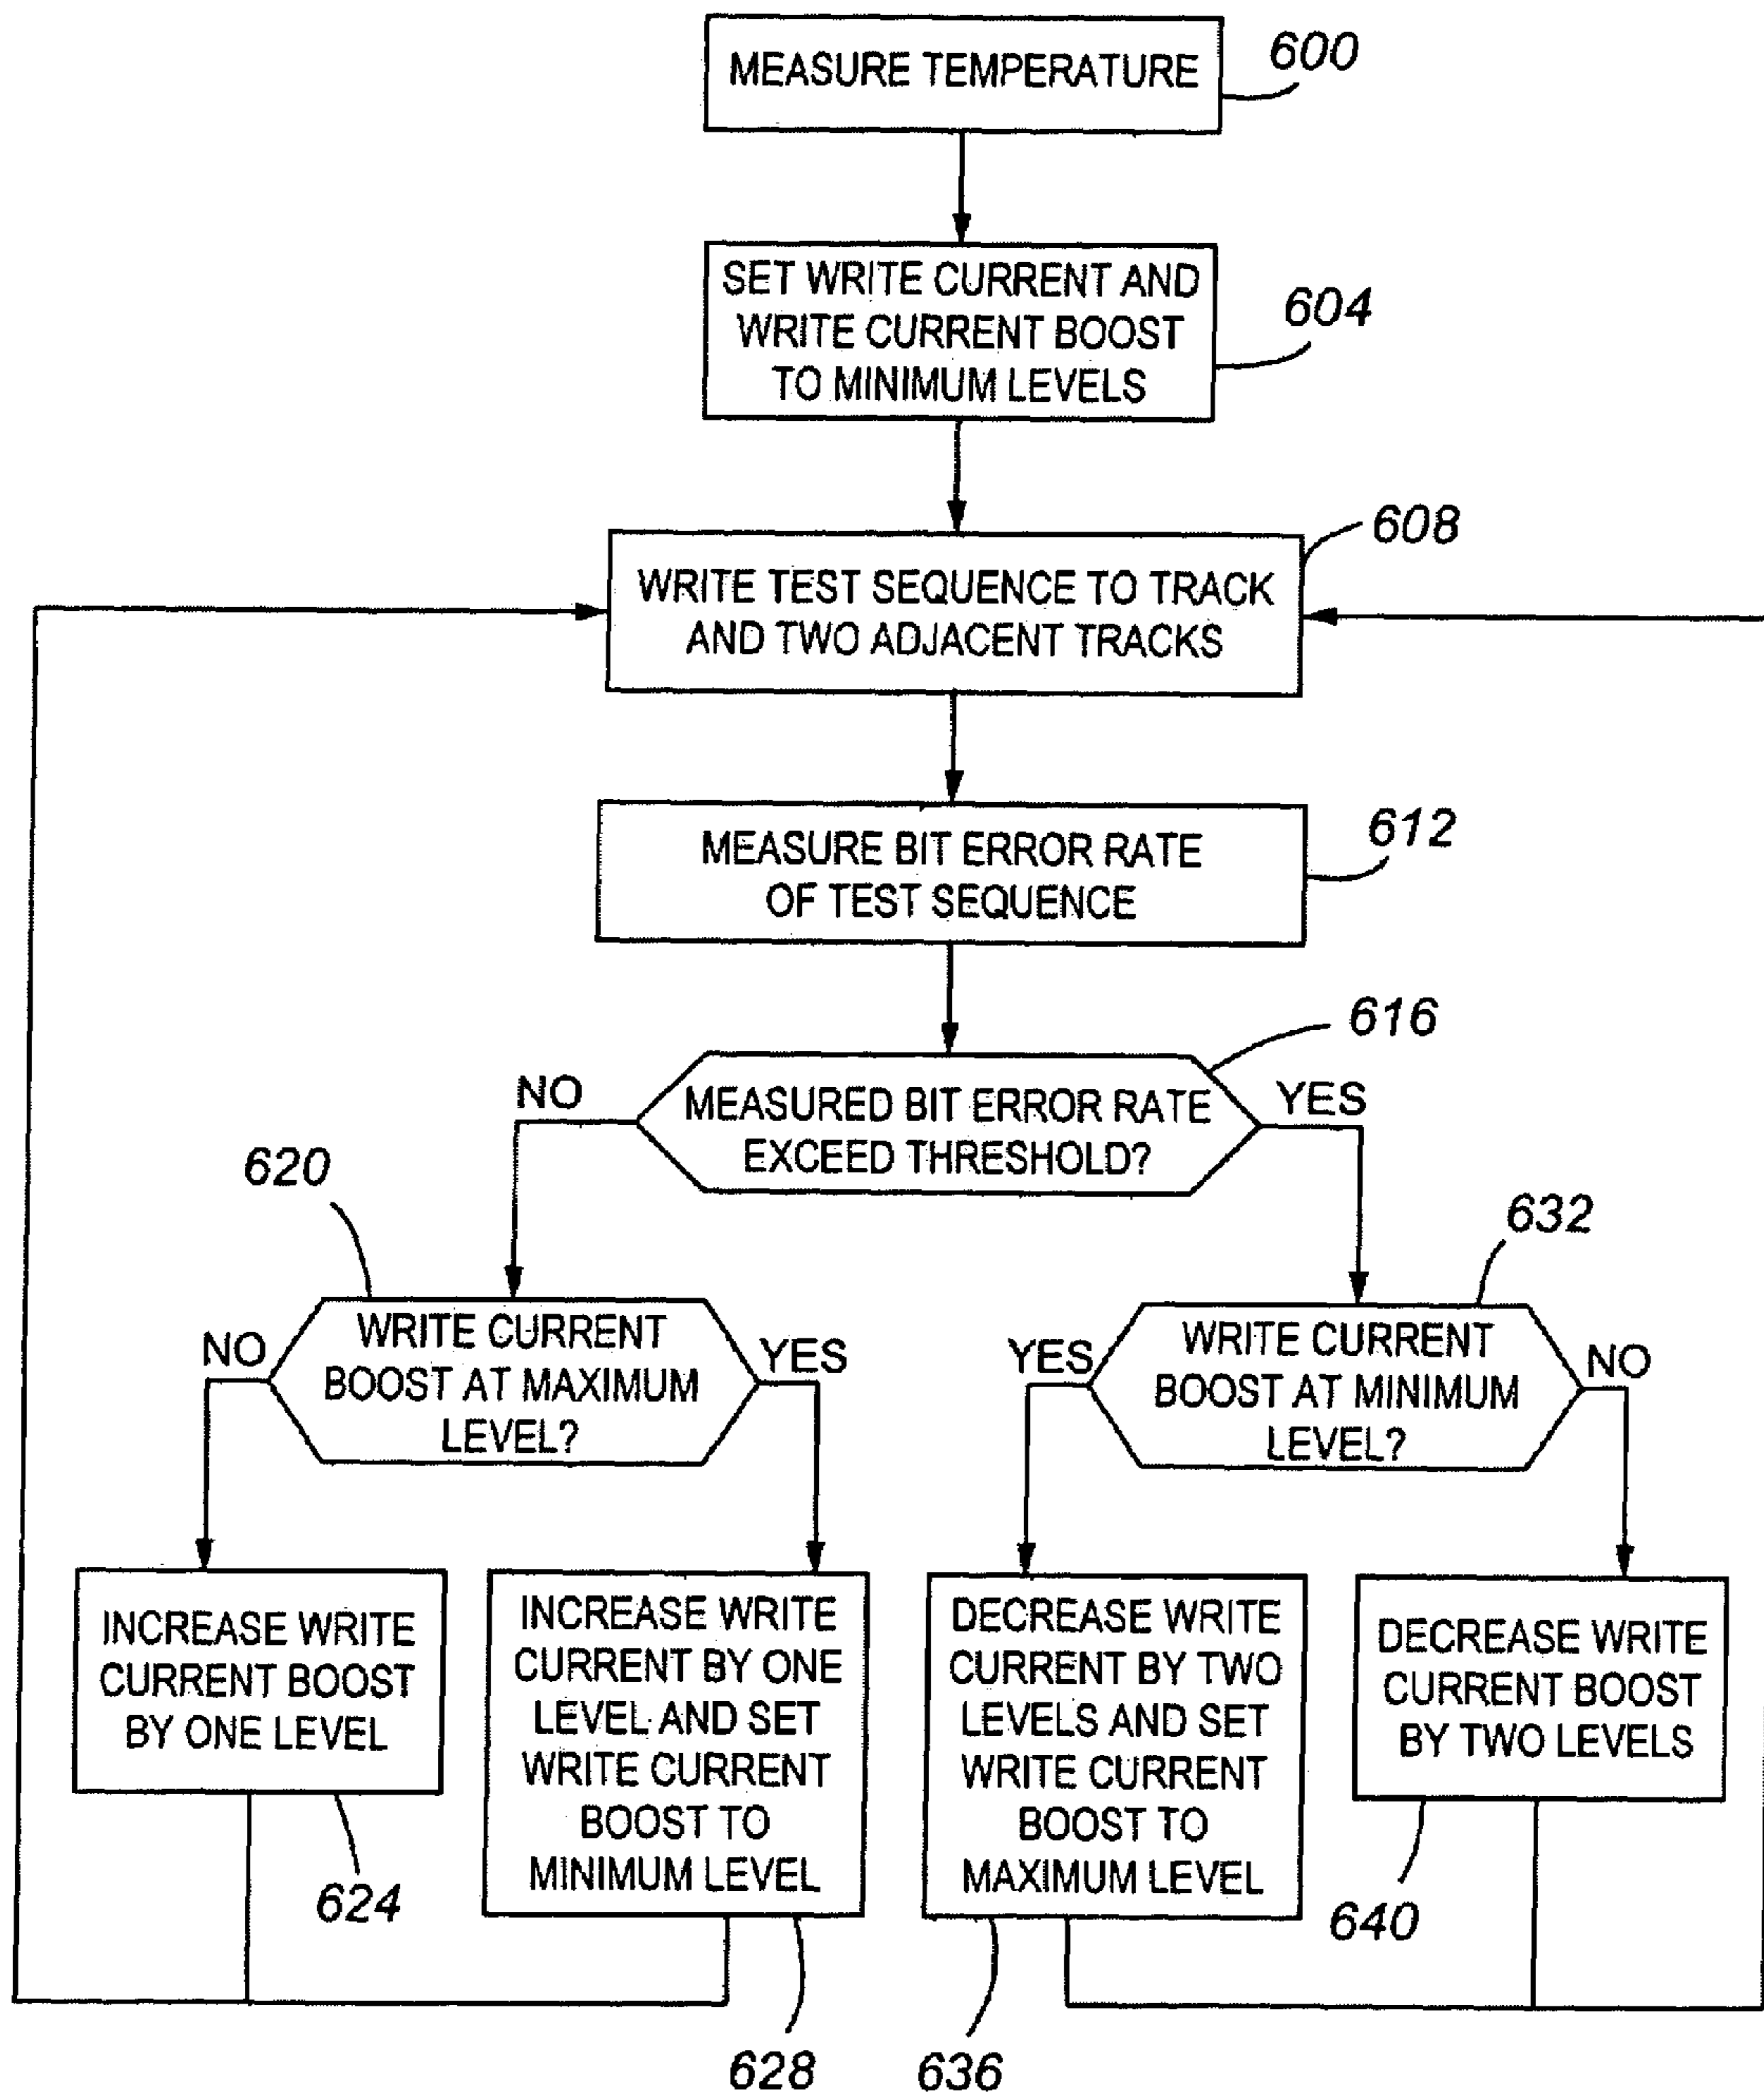 MEASURE TEMPERATURE
600
SET WRITE CURRENT AND
WRITE CURRENT BOOST
TO MINIMUM LEVELS
604
WRITE TEST SEQUENCE TO TRACK
AND TWO ADJACENT TRACKS
608
MEASURE BIT ERROR RATE
OF TEST SEQUENCE
612
616
NO
MEASURED BIT ERROR RATE
EXCEED THRESHOLD?
YES
620
NO
WRITE CURRENT
BOOST AT MAXIMUM
LEVEL?
YES
632
YES
WRITE CURRENT
BOOST AT MINIMUM
LEVEL?
NO
INCREASE WRITE
CURRENT BOOST
BY ONE LEVEL
624
INCREASE WRITE
CURRENT BY ONE
LEVEL AND SET
WRITE CURRENT
BOOST TO
MINIMUM LEVEL
628
DECREASE WRITE
CURRENT BY TWO
LEVELS AND SET
WRITE CURRENT
BOOST TO
MAXIMUM LEVEL
636
DECREASE WRITE
CURRENT BOOST
BY TWO LEVELS
640